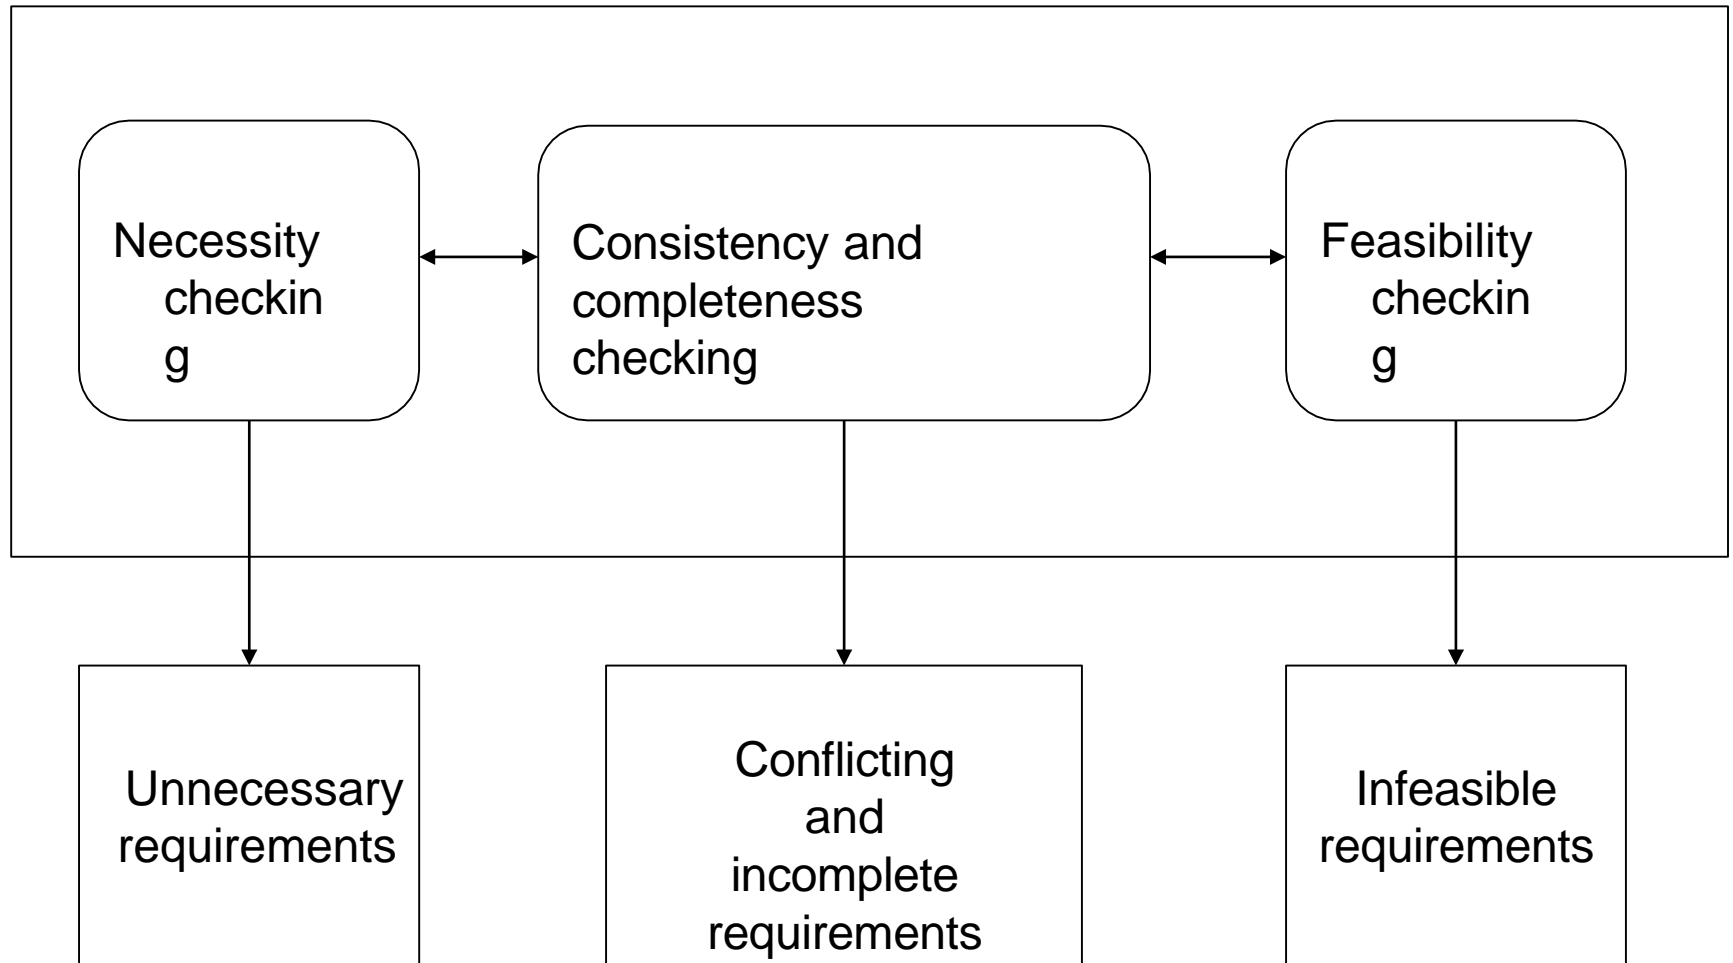 Necessity
checkin
g
Consistency and
completeness
checking
Feasibility
checkin
g
Unnecessary
requirements
Conflicting
and
incomplete
requirements
Infeasible
requirements